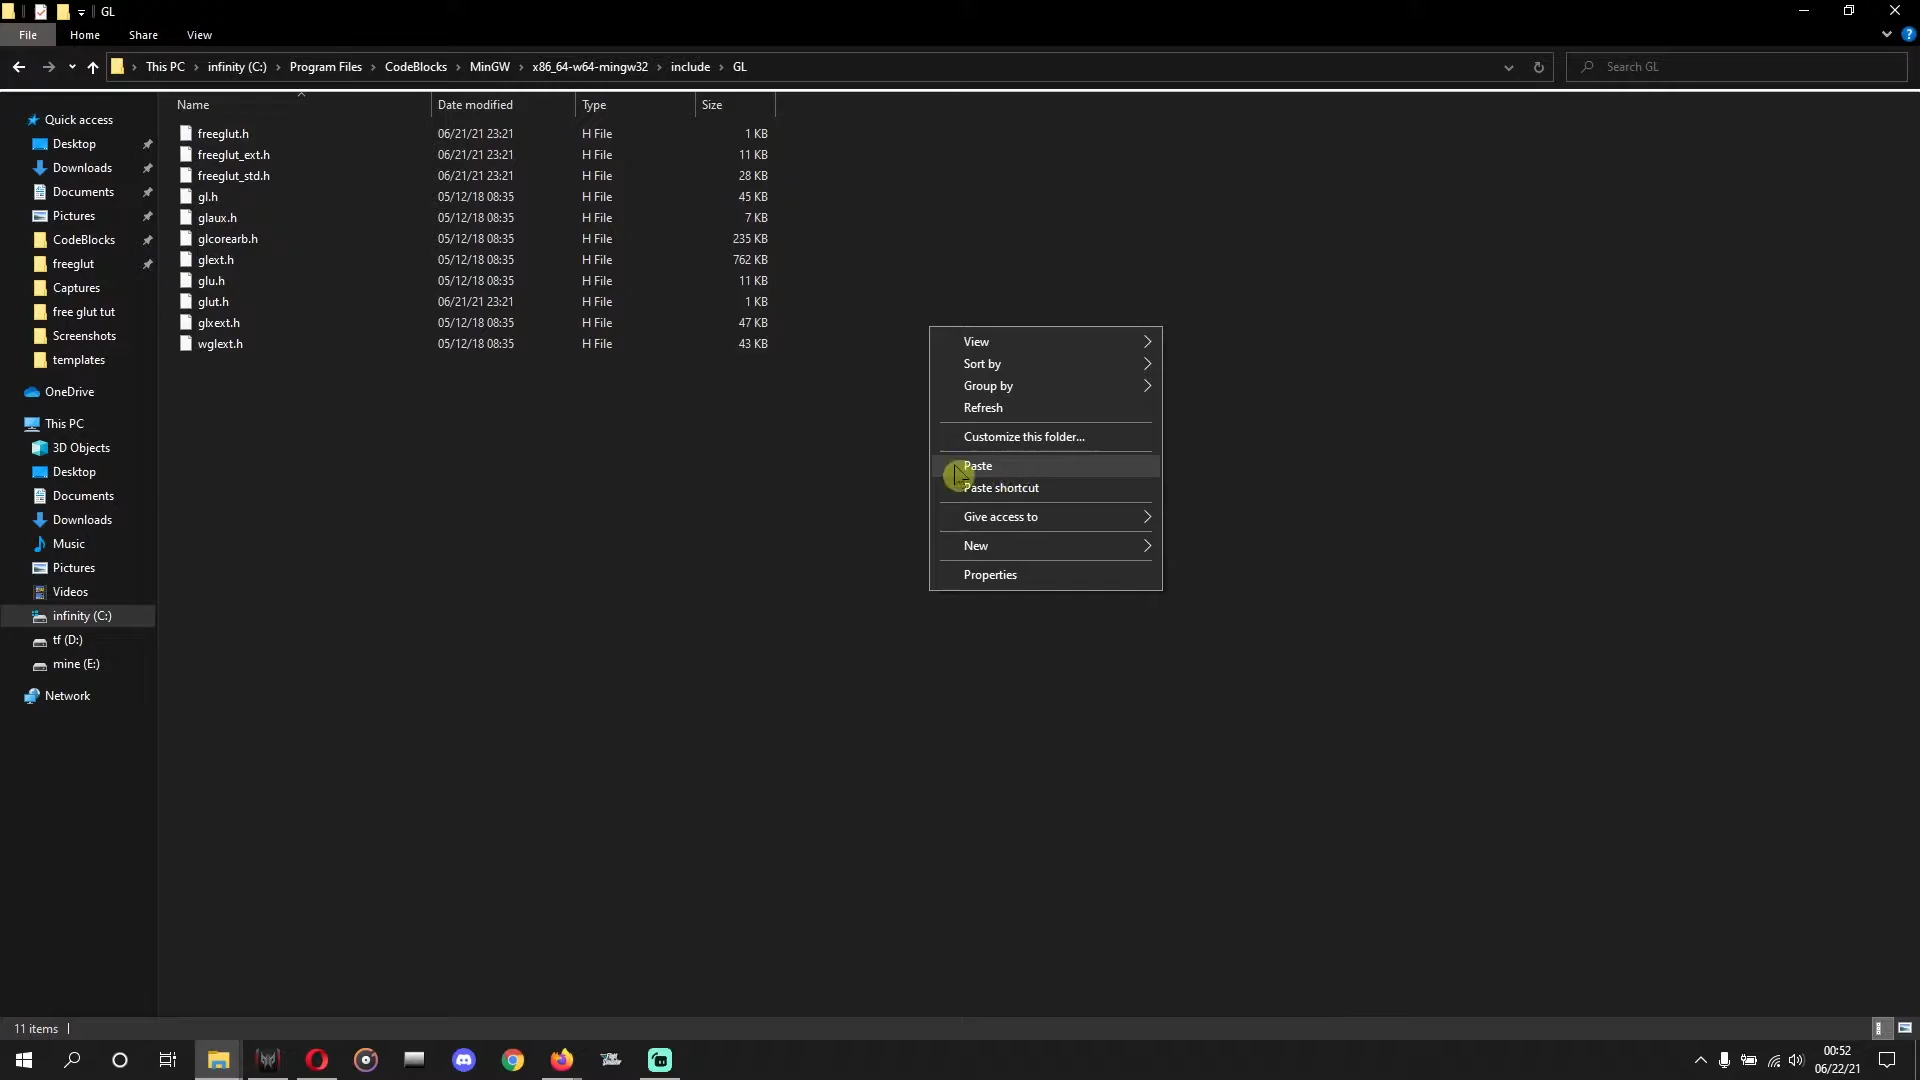 GL
File Home Share View
This PC infinity (C:) Program Files CodeBlocks MinGW x86_64-w64-mingw32 include GL
Search GL
Name Date modified Type Size
freeglut.h 06/21/21 23:21 H File 1 KB
freeglut_ext.h 06/21/21 23:21 H File 11 KB
freeglut_std.h 06/21/21 23:21 H File 28 KB
gl.h 05/12/18 08:35 H File 45 KB
glaux.h 05/12/18 08:35 H File 7 KB
glcorearb.h 05/12/18 08:35 H File 235 KB
glext.h 05/12/18 08:35 H File 762 KB
glu.h 05/12/18 08:35 H File 11 KB
glut.h 06/21/21 23:21 H File 1 KB
glxext.h 05/12/18 08:35 H File 47 KB
wglext.h 05/12/18 08:35 H File 43 KB
Quick access
Desktop
Downloads
Documents
Pictures
CodeBlocks
freeglut
Captures
free glut tut
Screenshots
templates
OneDrive
This PC
3D Objects
Desktop
Documents
Downloads
Music
Pictures
Videos
infinity (C:)
tf (D:)
mine (E:)
Network
View
Sort by
Group by
Refresh
Customize this folder...
Paste
Paste shortcut
Give access to
New
Properties
11 items
00:52
06/22/21